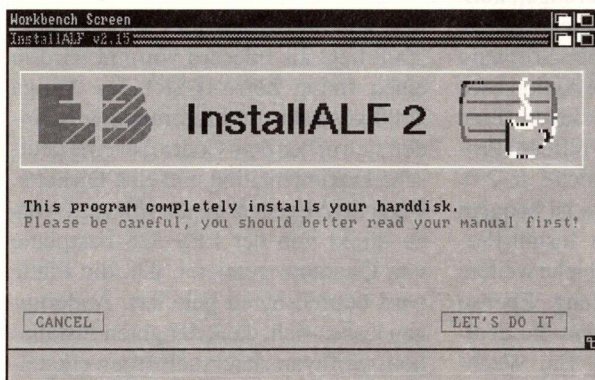 Workbench Screen
InstallALF v2.15
InstallALF 2
This program completely installs your harddisk.
Please be careful, you should better read your manual first!
CANCEL
LET'S DO IT